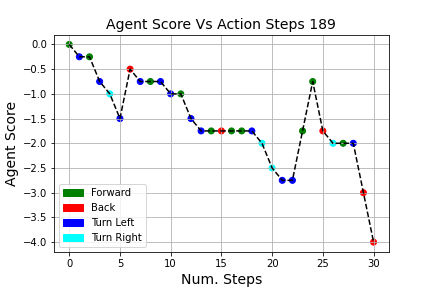 Agent Score Vs Action Steps 189
0.0
−0.5
−1.0
−1.5
−2.0
−2.5
−3.0
−3.5
−4.0
Agent Score
Forward
Back
Turn Left
Turn Right
0 5 10 15 20 25 30
Num. Steps